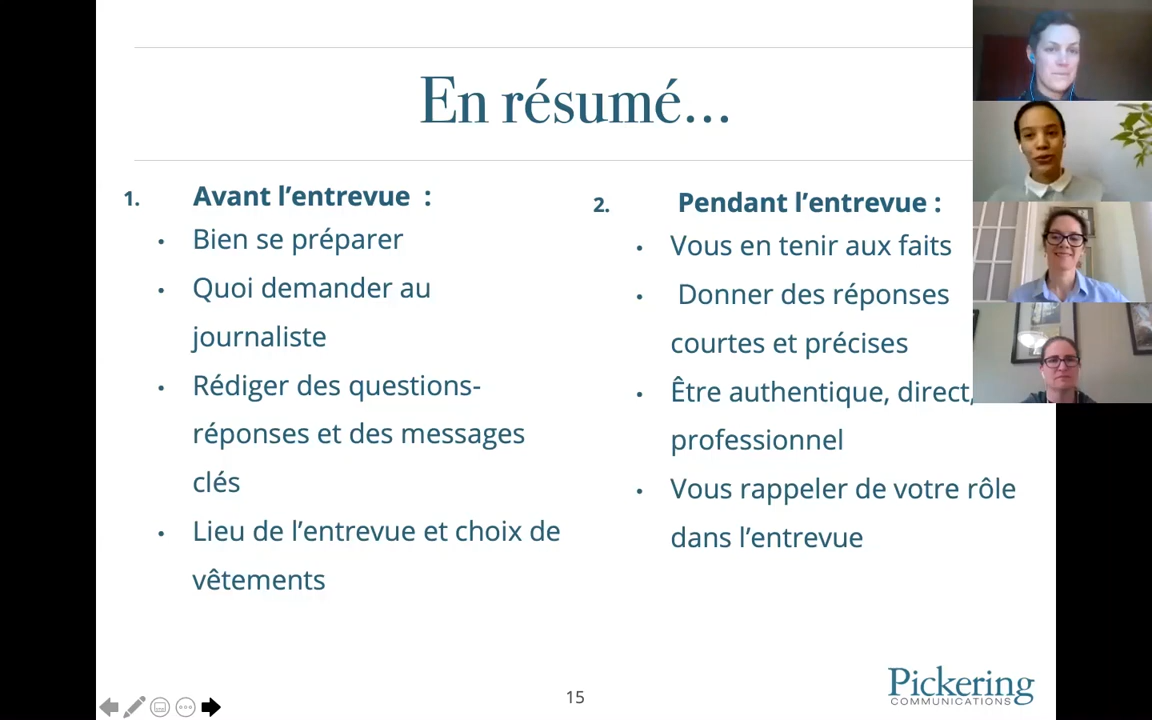 En résumé...
1. Avant l’entrevue :
• Bien se préparer
• Quoi demander au
journaliste
• Rédiger des questions-
réponses et des messages
clés
• Lieu de l’entrevue et choix de
vêtements
2. Pendant l’entrevue :
• Vous en tenir aux faits
• Donner des réponses
courtes et précises
• Être authentique, direct,
professionnel
• Vous rappeler de votre rôle
dans l’entrevue
15
Pickering
COMMUNICATIONS